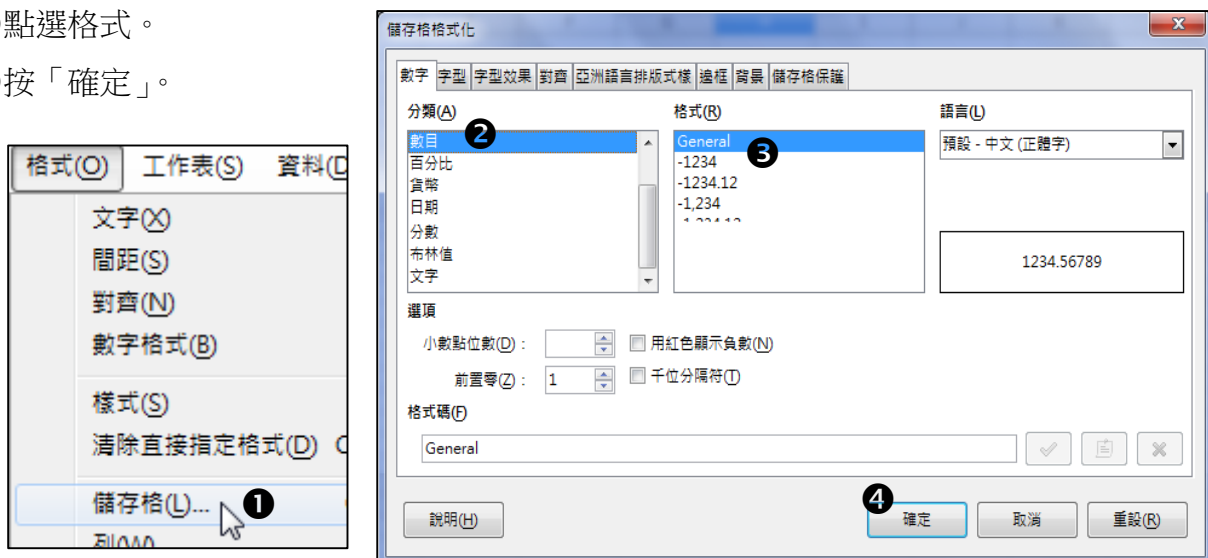 點選格式。
按「確定」。
格式(O) 工作表(S) 資料(D
文字(X)
間距(S)
對齊(N)
數字格式(B)
樣式(S)
清除直接指定格式(D) C
儲存格(L)... ❶
儲存格格式化
數字 字型 字型效果 對齊 亞洲語言排版式樣 邊框 背景 儲存格保護
分類(A) 格式(R) 語言(L)
數目 ❷ General ❸ 預設 - 中文 (正體字)
百分比 -1234
貨幣 -1234.12
日期 -1,234
分數 -1,234.12
布林值 1234.56789
文字
選項
小數點位數(D)： 用紅色顯示負數(N)
前置零(Z)： 1 千位分隔符(T)
格式碼(F)
General
❹
說明(H) 確定 取消 重設(R)